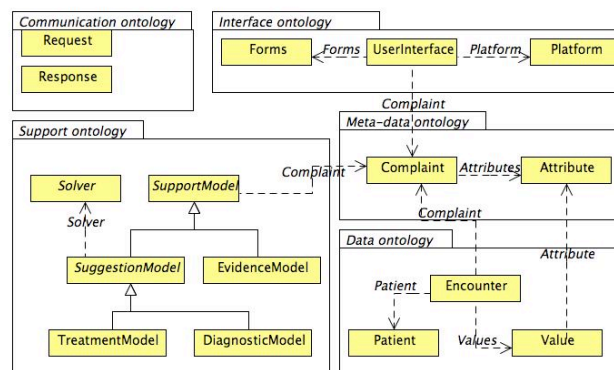 Communication ontology
Request
Response
Interface ontology
Forms
Forms
UserInterface
Platform
Platform
Complaint
Support ontology
Solver
SupportModel
Complaint
Solver
SuggestionModel
EvidenceModel
TreatmentModel
DiagnosticModel
Meta-data ontology
Complaint
Attributes
Attribute
Complaint
Data ontology
Attribute
Encounter
Patient
Patient
Values
Value